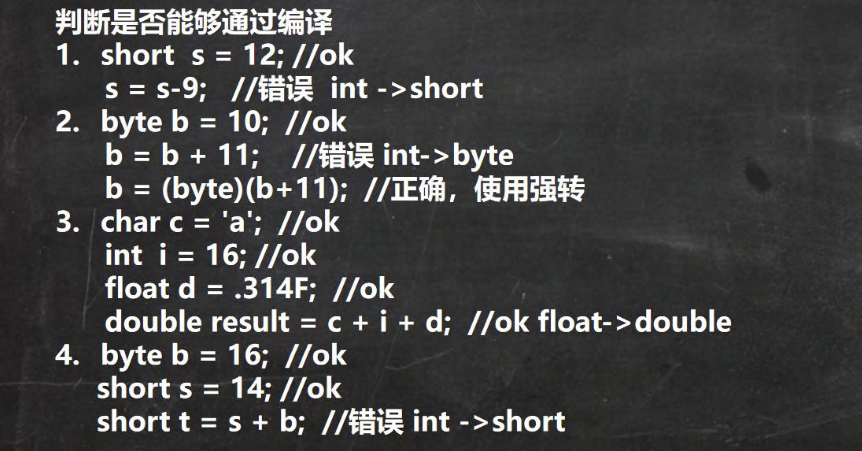 判断是否能够通过编译
1. short s = 12; //ok
s = s-9; //错误 int ->short
2. byte b = 10; //ok
b = b + 11; //错误 int->byte
b = (byte)(b+11); //正确，使用强转
3. char c = 'a'; //ok
int i = 16; //ok
float d = .314F; //ok
double result = c + i + d; //ok float->double
4. byte b = 16; //ok
short s = 14; //ok
short t = s + b; //错误 int ->short